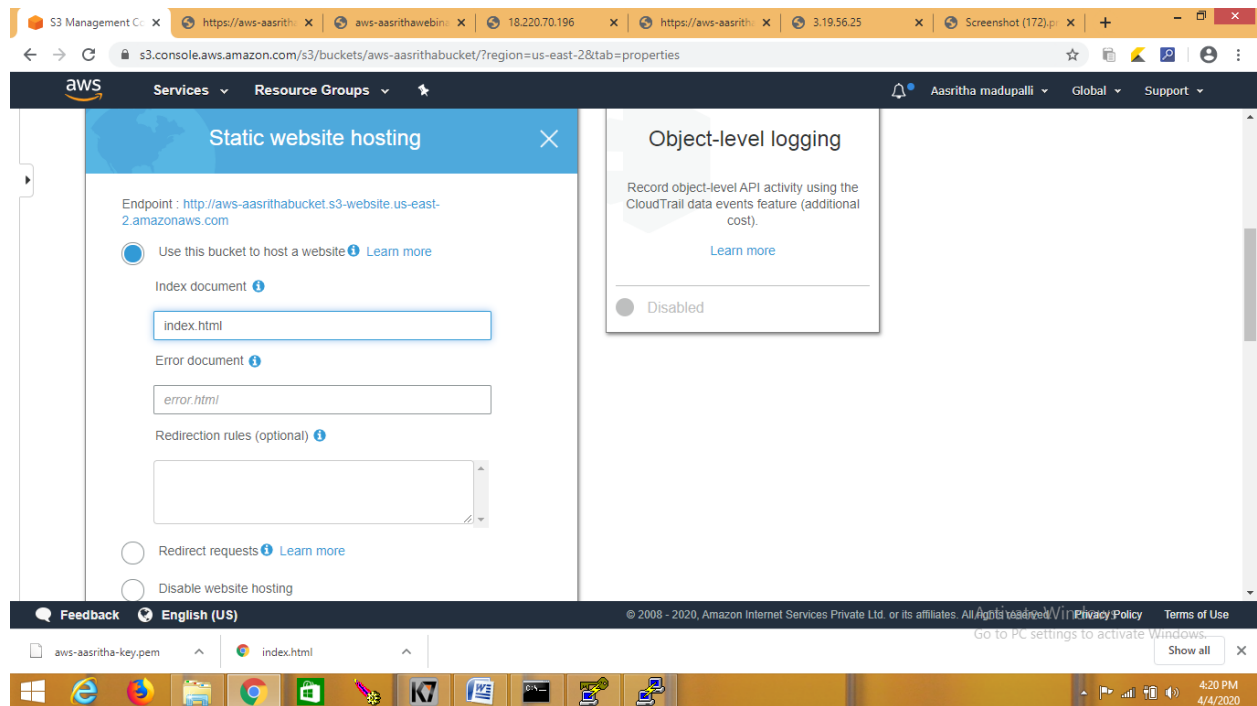 S3 Management Co
https://aws-aasritha
aws-aasrithawebina
18.220.70.196
https://aws-aasritha
3.19.56.25
Screenshot (172).pn
s3.console.aws.amazon.com/s3/buckets/aws-aasrithabucket/?region=us-east-2&tab=properties
aws
Services
Resource Groups
Aasritha madupalli
Global
Support
Static website hosting
Endpoint : http://aws-aasrithabucket.s3-website.us-east-
2.amazonaws.com
Use this bucket to host a website Learn more
Index document
index.html
Error document
error.html
Redirection rules (optional)
Redirect requests Learn more
Disable website hosting
Object-level logging
Record object-level API activity using the
CloudTrail data events feature (additional
cost).
Learn more
Disabled
Feedback
English (US)
© 2008 - 2020, Amazon Internet Services Private Ltd. or its affiliates. All rights reserved.
Privacy Policy
Terms of Use
Activate Windows
Go to PC settings to activate Windows.
aws-aasritha-key.pem
index.html
Show all
K7
4:20 PM
4/4/2020